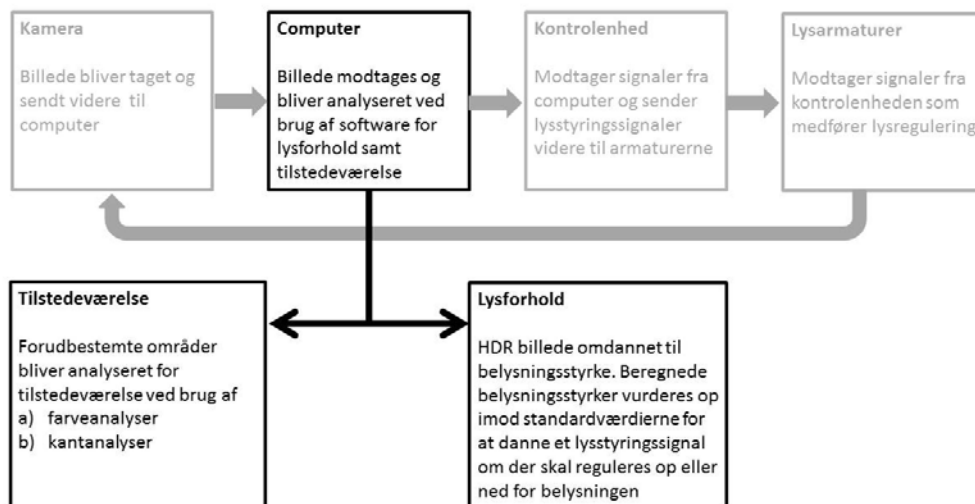 Kamera
Billede bliver taget og
sendt videre til
computer
Computer
Billede modtages og
bliver analyseret ved
brug af software for
lysforhold samt
tilstedeværelse
Kontrolenhed
Modtager signaler fra
computer og sender
lysstyringssignaler
videre til armaturerne
Lysarmaturer
Modtager signaler fra
kontrolenheden som
medfører lysregulering
Tilstedeværelse
Forudbestemte områder
bliver analyseret for
tilstedeværelse ved brug af
a) farveanalyser
b) kantanalyser
Lysforhold
HDR billede omdannet til
belysningsstyrke. Beregnede
belysningsstyrker vurderes op
imod standardværdierne for
at danne et lysstyringssignal
om der skal reguleres op eller
ned for belysningen